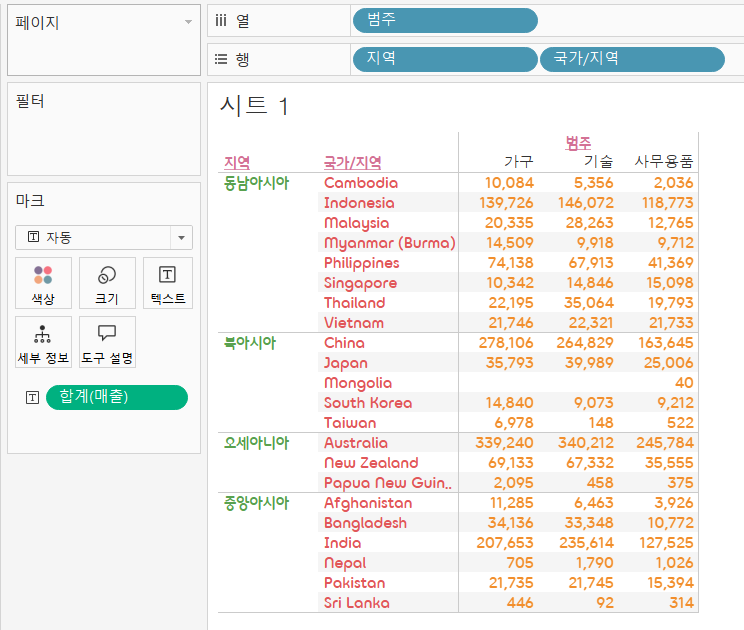 페이지
iii 열
범주
행
지역 국가/지역
필터
마크
자동
색상 크기 텍스트
세부 정보 도구 설명
합계(매출)
시트 1
범주
지역 국가/지역 가구 기술 사무용품
동남아시아 Cambodia 10,084 5,356 2,036
Indonesia 139,726 146,072 118,773
Malaysia 20,335 28,263 12,765
Myanmar (Burma) 14,509 9,918 9,712
Philippines 74,138 67,913 41,369
Singapore 10,342 14,846 15,098
Thailand 22,195 35,064 19,793
Vietnam 21,746 22,321 21,733
북아시아 China 278,106 264,829 163,645
Japan 35,793 39,989 25,006
Mongolia 40
South Korea 14,840 9,073 9,212
Taiwan 6,978 148 522
오세아니아 Australia 339,240 340,212 245,784
New Zealand 69,133 67,332 35,555
Papua New Guin.. 2,095 458 375
중앙아시아 Afghanistan 11,285 6,463 3,926
Bangladesh 34,136 33,348 10,772
India 207,653 235,614 127,525
Nepal 705 1,790 1,026
Pakistan 21,735 21,745 15,394
Sri Lanka 446 92 314